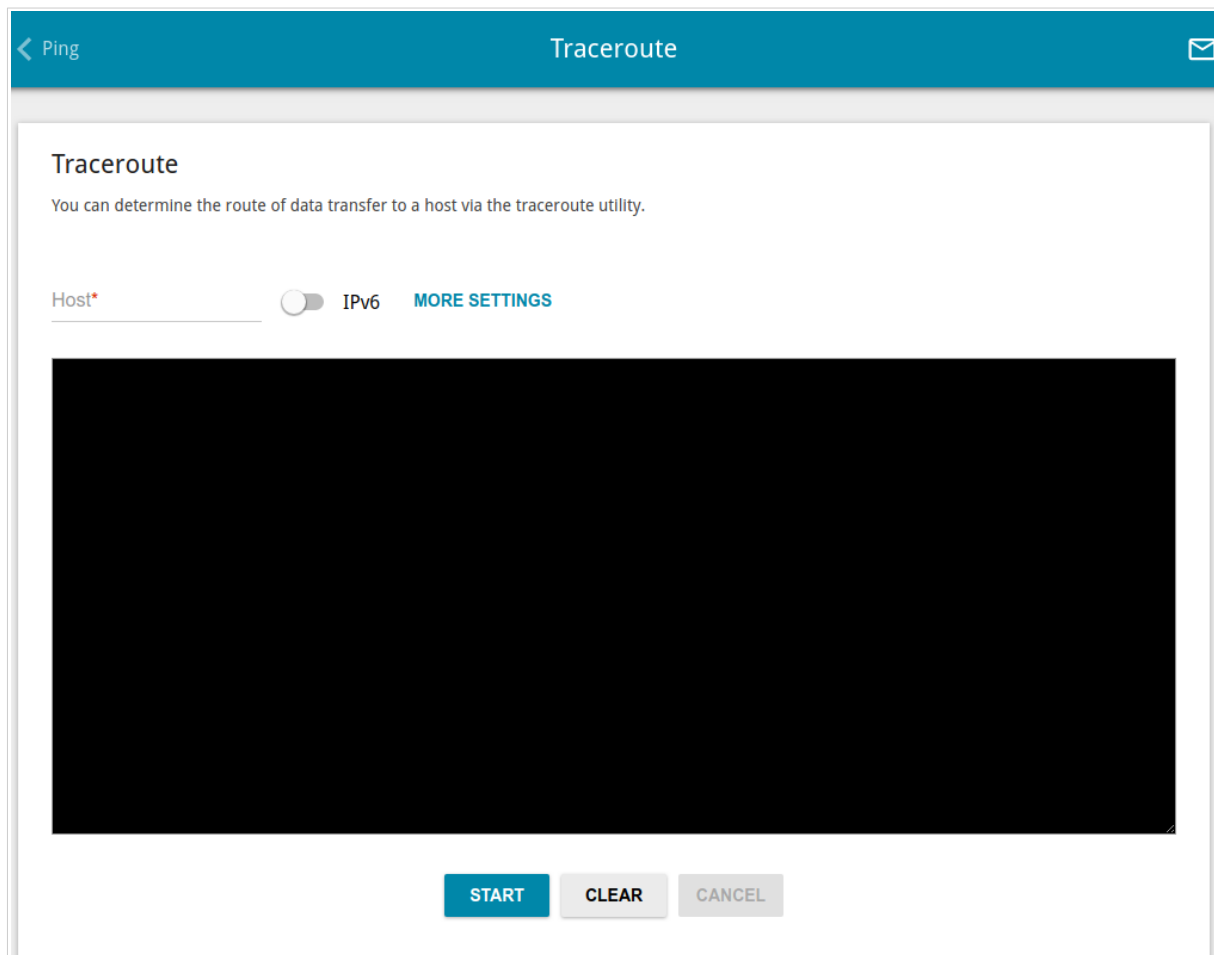 Ping
Traceroute
Traceroute
You can determine the route of data transfer to a host via the traceroute utility.
Host* IPv6 MORE SETTINGS
START CLEAR CANCEL